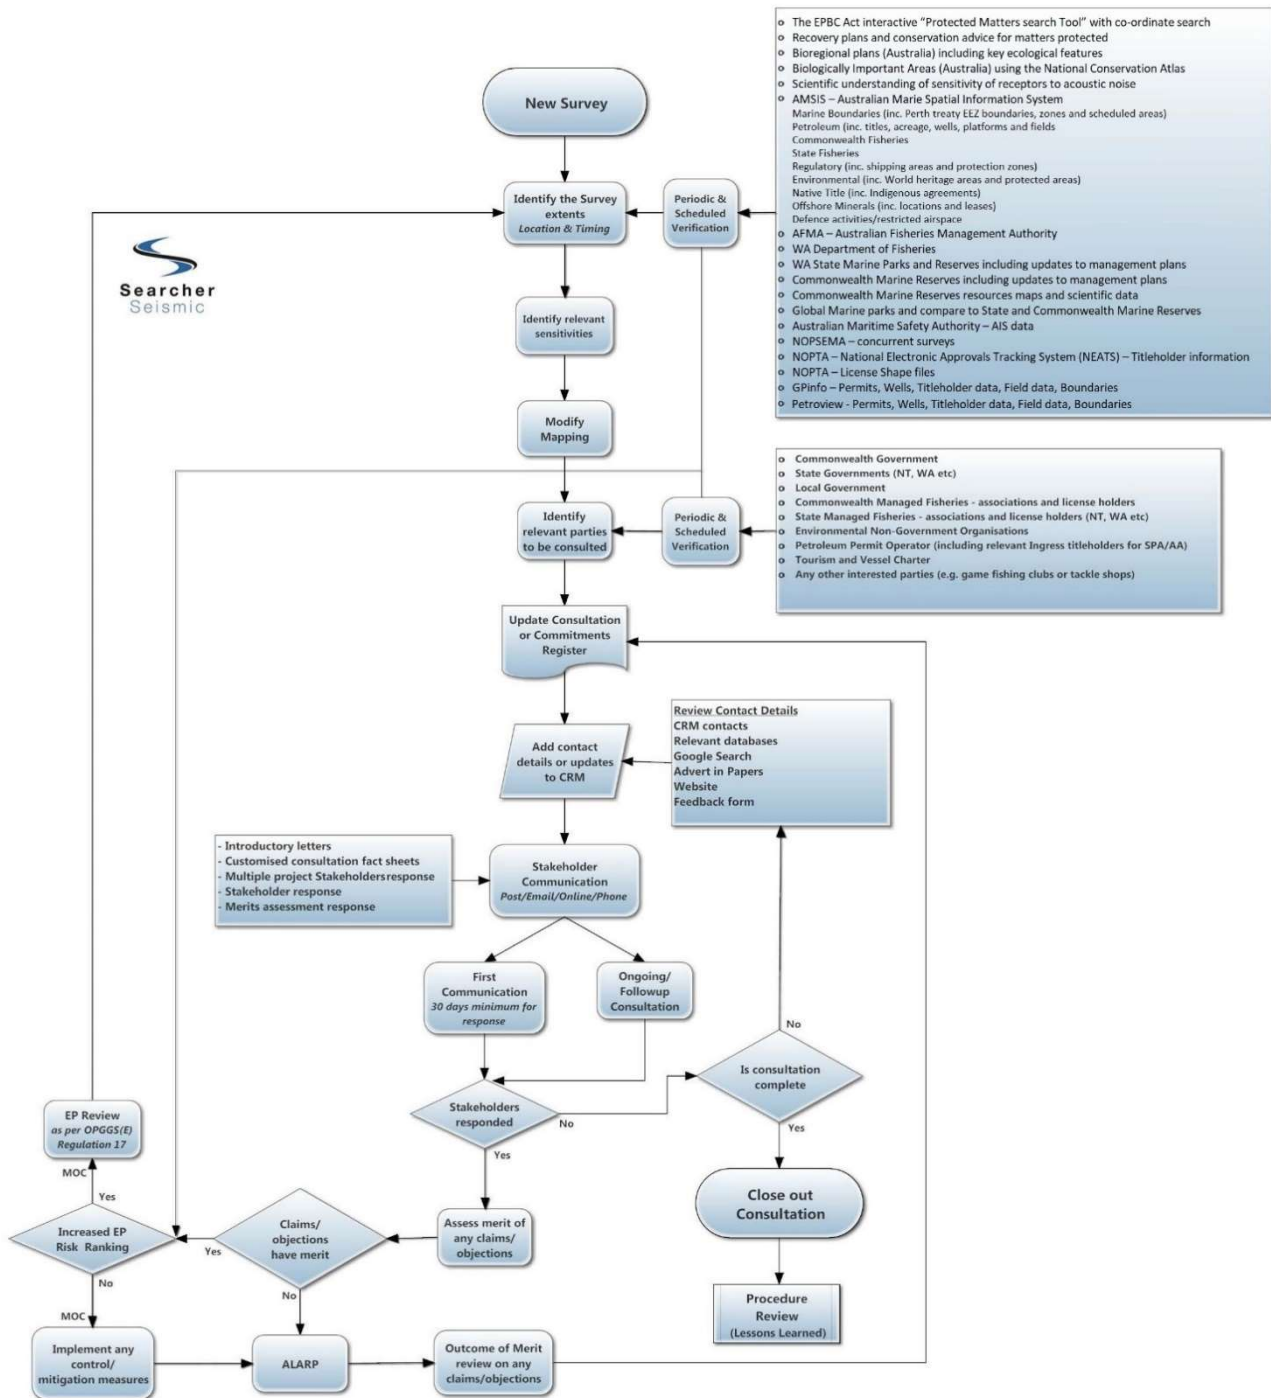 The EPBC Act interactive “Protected Matters search Tool” with co-ordinate search
Recovery plans and conservation advice for matters protected
Bioregional plans (Australia) including key ecological features
Biologically Important Areas (Australia) using the National Conservation Atlas
Scientific understanding of sensitivity of receptors to acoustic noise
AMSIS – Australian Marie Spatial Information System
Marine Boundaries (inc. Perth treaty EEZ boundaries, zones and scheduled areas)
Petroleum (inc. titles, acreage, wells, platforms and fields
Commonwealth Fisheries
State Fisheries
Regulatory (inc. shipping areas and protection zones)
Environmental (inc. World heritage areas and protected areas)
Native Title (inc. Indigenous agreements)
Offshore Minerals (inc. locations and leases)
Defence activities/restricted airspace
AFMA – Australian Fisheries Management Authority
WA Department of Fisheries
WA State Marine Parks and Reserves including updates to management plans
Commonwealth Marine Reserves including updates to management plans
Commonwealth Marine Reserves resources maps and scientific data
Global Marine parks and compare to State and Commonwealth Marine Reserves
Australian Maritime Safety Authority – AIS data
NOPSEMA – concurrent surveys
NOPTA – National Electronic Approvals Tracking System (NEATS) – Titleholder information
NOPTA – License Shape files
GPinfo – Permits, Wells, Titleholder data, Field data, Boundaries
Petroview - Permits, Wells, Titleholder data, Field data, Boundaries
New Survey
Identify the Survey
extents
Location & Timing
Periodic &
Scheduled
Verification
Searcher
Seismic
Identify relevant
sensitivities
Modify
Mapping
Identify
relevant parties
to be consulted
Periodic &
Scheduled
Verification
Commonwealth Government
State Governments (NT, WA etc)
Local Government
Commonwealth Managed Fisheries - associations and license holders
State Managed Fisheries - associations and license holders (NT, WA etc)
Environmental Non-Government Organisations
Petroleum Permit Operator (including relevant Ingress titleholders for SPA/AA)
Tourism and Vessel Charter
Any other interested parties (e.g. game fishing clubs or tackle shops)
Update Consultation
or Commitments
Register
Add contact
details or updates
to CRM
Review Contact Details
CRM contacts
Relevant databases
Google Search
Advert in Papers
Website
Feedback form
- Introductory letters
- Customised consultation fact sheets
- Multiple project Stakeholders response
- Stakeholder response
- Merits assessment response
Stakeholder
Communication
Post/Email/Online/Phone
First
Communication
30 days minimum for
response
Ongoing/
Followup
Consultation
No
Is consultation
complete
Yes
Stakeholders
responded
No
Yes
EP Review
as per OPGGS(E)
Regulation 17
MOC
Yes
Increased EP
Risk Ranking
No
MOC
Yes
Claims/
objections
have merit
No
Assess merit of
any claims/
objections
Close out
Consultation
Procedure
Review
(Lessons Learned)
Implement any
control/
mitigation measures
ALARP
Outcome of Merit
review on any
claims/objections